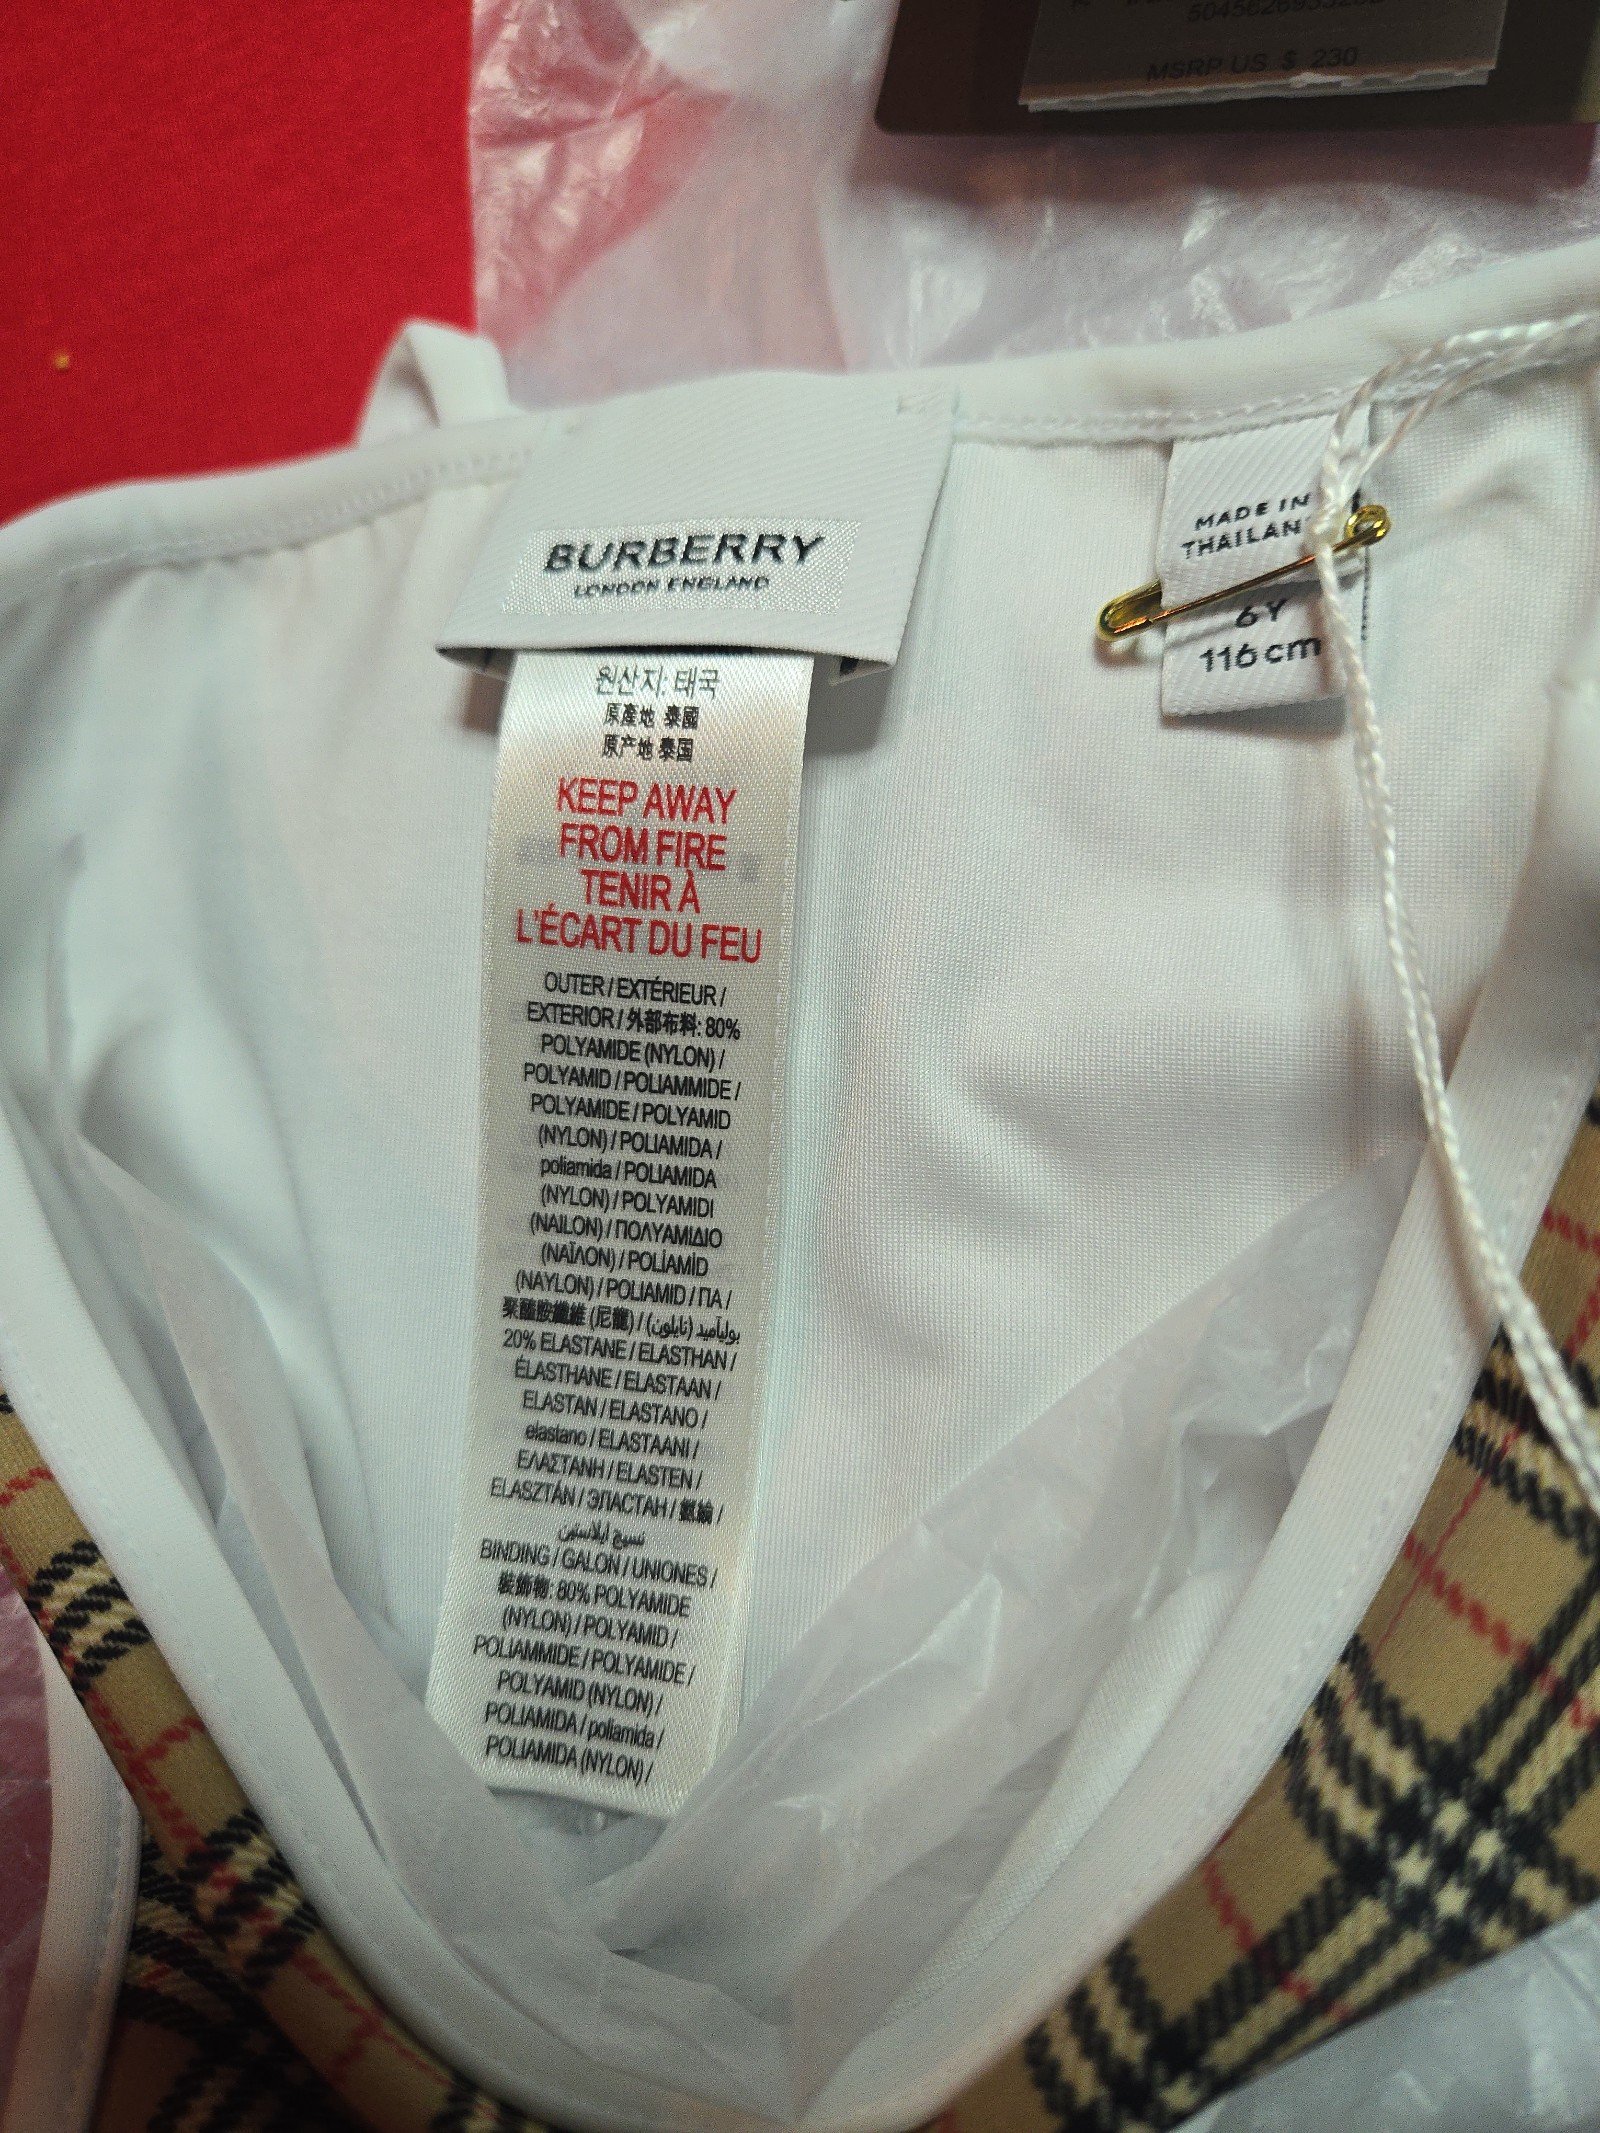 MSRP US $ 230
BURBERRY
LONDON ENGLAND
MADE IN
6Y
116cm
원산지: 태국
原產地 泰國
原产地 泰国
KEEP AWAY
FROM FIRE
TENIR À
L'ÉCART DU FEU
OUTER / EXTÉRIEUR /
EXTERIOR / 外部布料: 80%
POLYAMIDE (NYLON) /
POLYAMID / POLIAMMIDE /
POLYAMIDE / POLYAMID
(NYLON) / POLIAMIDA /
poliamida / POLIAMIDA
(NYLON) / POLYAMIDI
(NAILON) / ΠΟΛΥΑΜΙΔΙΟ
(ΝΑΪΛΟΝ) / POLİAMİD
(NAYLON) / POLIAMID / ПА /
聚醯胺纖維 (尼龍) / بوليآميد (نايلون) /
20% ELASTANE / ELASTHAN /
ÉLASTHANE / ELASTAAN /
ELASTAN / ELASTANO /
elastano / ELASTAANI /
ΕΛΑΣΤΑΝΗ / ELASTEN /
ELASZTÁN / ЭЛАСТАН / 氨綸 /
نسيج ايلاستين
BINDING / GALON / UNIONES /
裝飾物: 80% POLYAMIDE
(NYLON) / POLYAMID /
POLIAMMIDE / POLYAMIDE /
POLYAMID (NYLON) /
POLIAMIDA / poliamida /
POLIAMIDA (NYLON) /